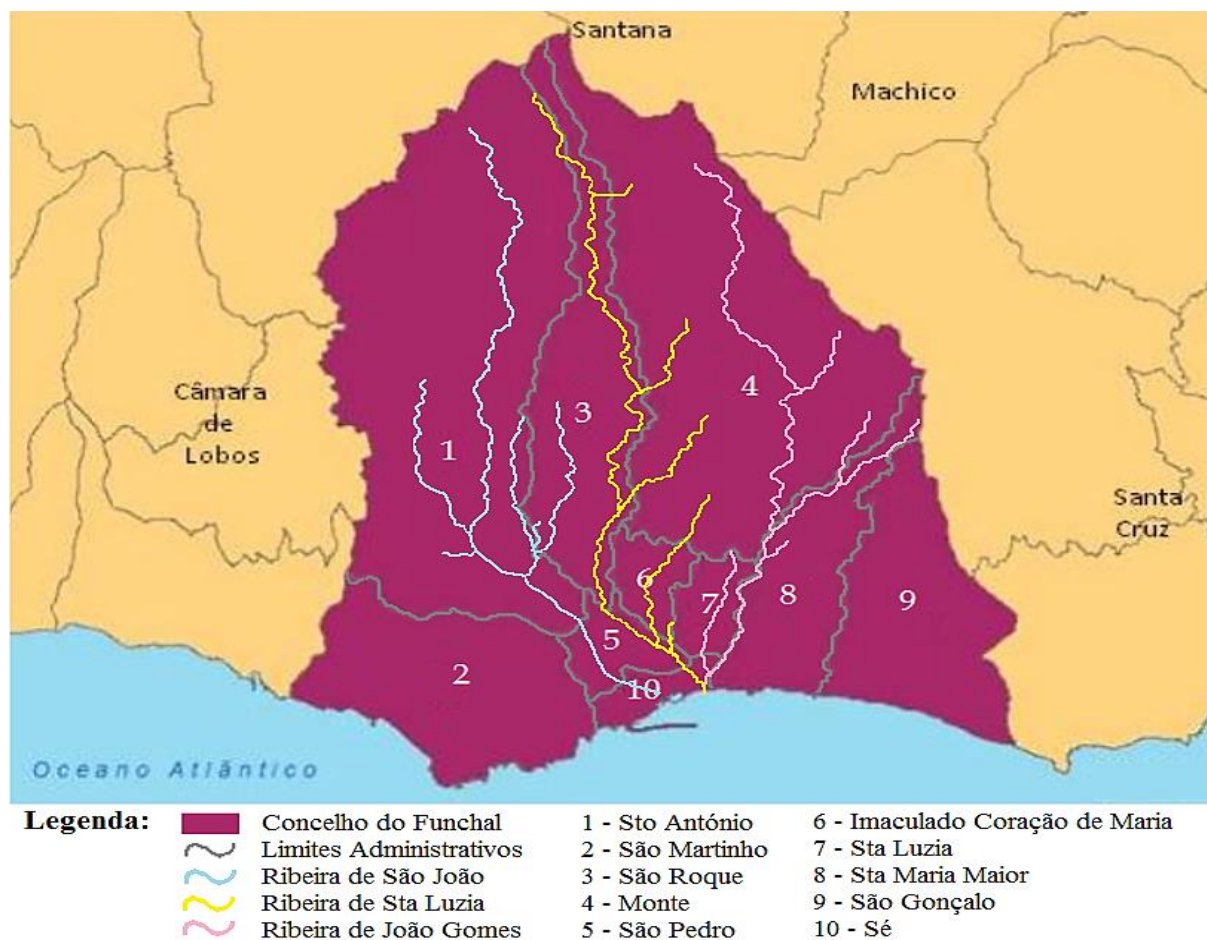 Santana
Machico
Câmara
de
Lobos
Santa
Cruz
1
2
3
4
5
6
7
8
9
10
Oceano Atlântico
Legenda:
Concelho do Funchal
Limites Administrativos
Ribeira de São João
Ribeira de Sta Luzia
Ribeira de João Gomes
1 - Sto António
2 - São Martinho
3 - São Roque
4 - Monte
5 - São Pedro
6 - Imaculado Coração de Maria
7 - Sta Luzia
8 - Sta Maria Maior
9 - São Gonçalo
10 - Sé